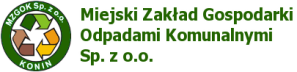 MZGOK Sp. z o.o.
KONIN
Miejski Zakład Gospodarki
Odpadami Komunalnymi
Sp. z o.o.